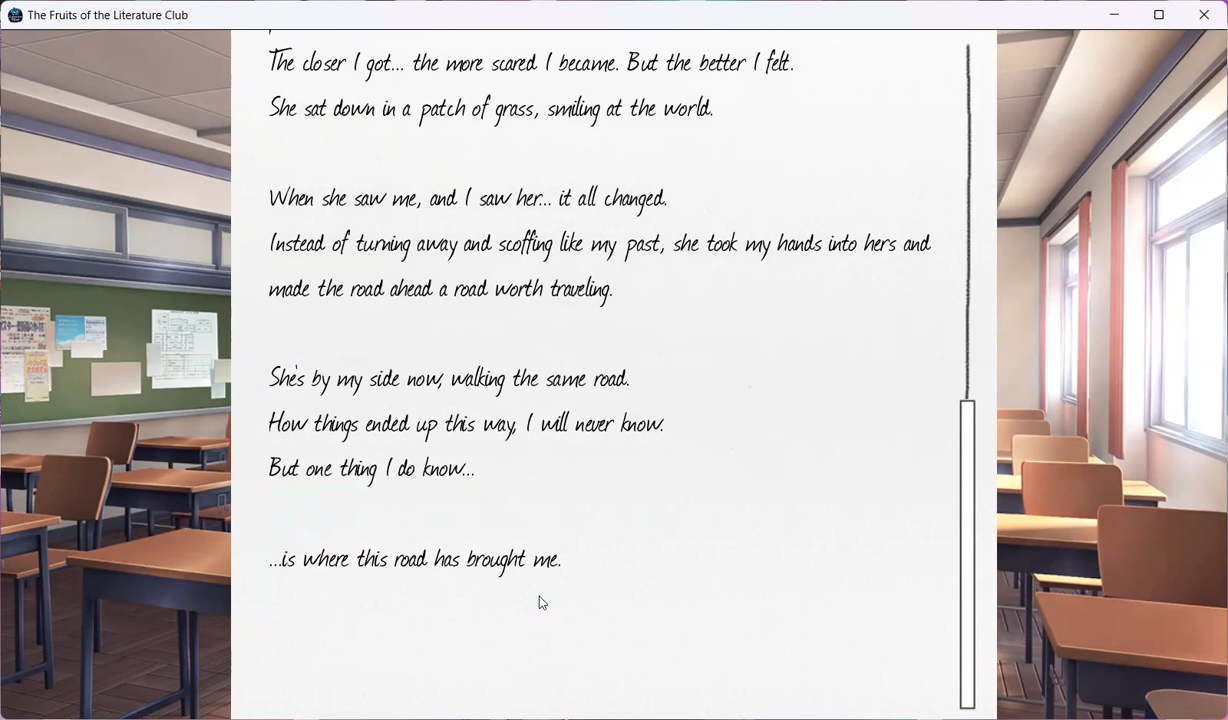 The Fruits of the Literature Club
The closer I got... the more scared I became. But the better I felt.
She sat down in a patch of grass, smiling at the world.
When she saw me, and I saw her... it all changed.
Instead of turning away and scoffing like my past, she took my hands into hers and
made the road ahead a road worth traveling.
She's by my side now, walking the same road.
How things ended up this way, I will never know.
But one thing I do know...
...is where this road has brought me.